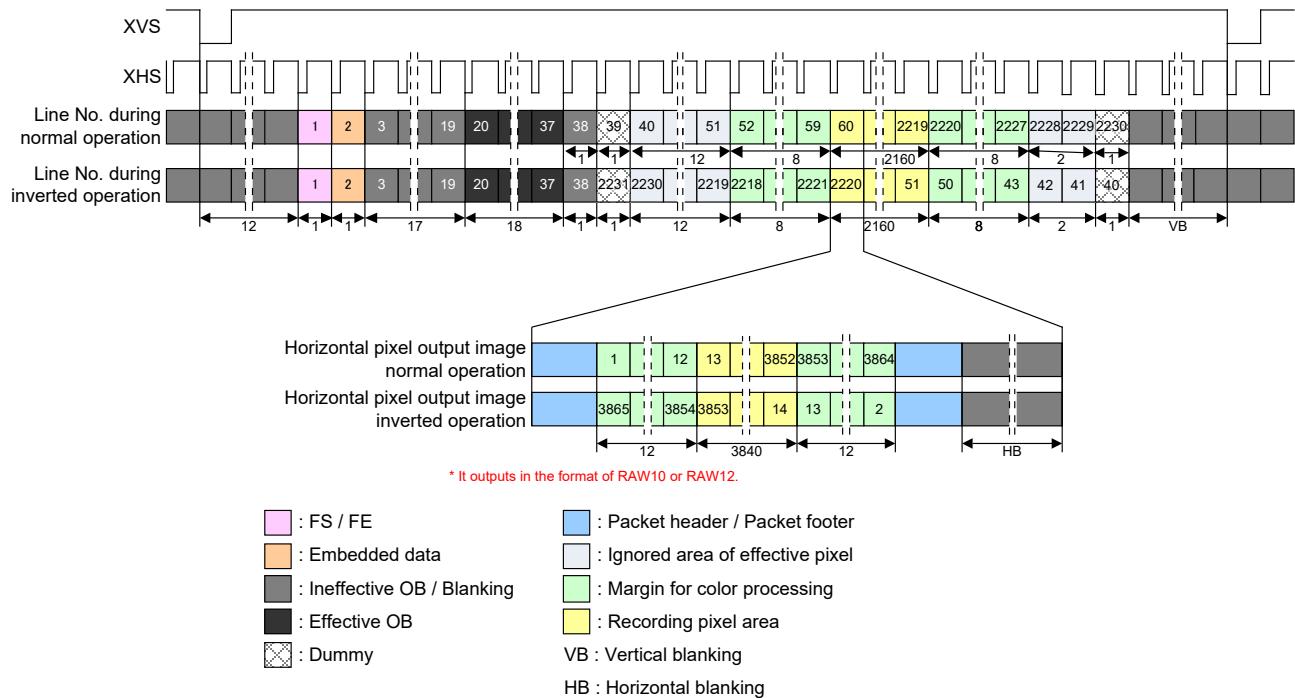 XVS
XHS
Line No. during
normal operation
1 2 3 19 20 37 38 39 40 51 52 59 60 2219 2220 2227 2228 2229 2230
1 1 12 8 2160 8 2 1
Line No. during
inverted operation
1 2 3 19 20 37 38 2231 2230 2219 2218 2221 2220 51 50 43 42 41 40
12 1 1 17 18 1 1 12 8 2160 8 2 1 VB
Horizontal pixel output image
normal operation
1 12 13 3852 3853 3864
Horizontal pixel output image
inverted operation
3865 3854 3853 14 13 2
12 3840 12 HB
* It outputs in the format of RAW10 or RAW12.
: FS / FE
: Embedded data
: Ineffective OB / Blanking
: Effective OB
: Dummy
: Packet header / Packet footer
: Ignored area of effective pixel
: Margin for color processing
: Recording pixel area
VB : Vertical blanking
HB : Horizontal blanking